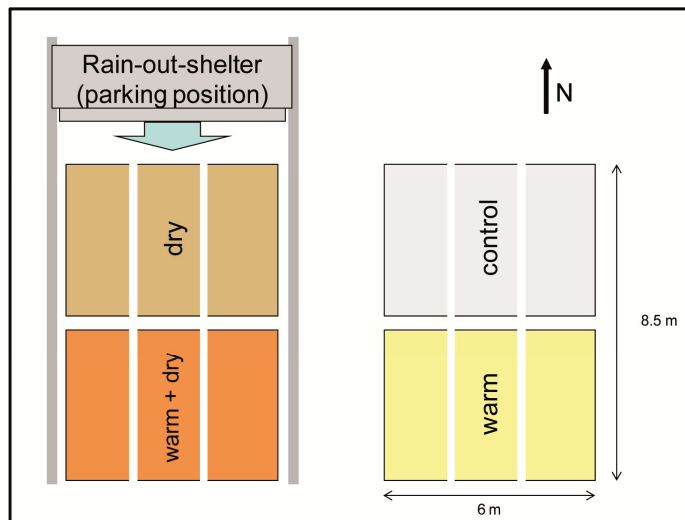 Rain-out-shelter
(parking position)
N
dry
control
8.5 m
warm + dry
warm
6 m